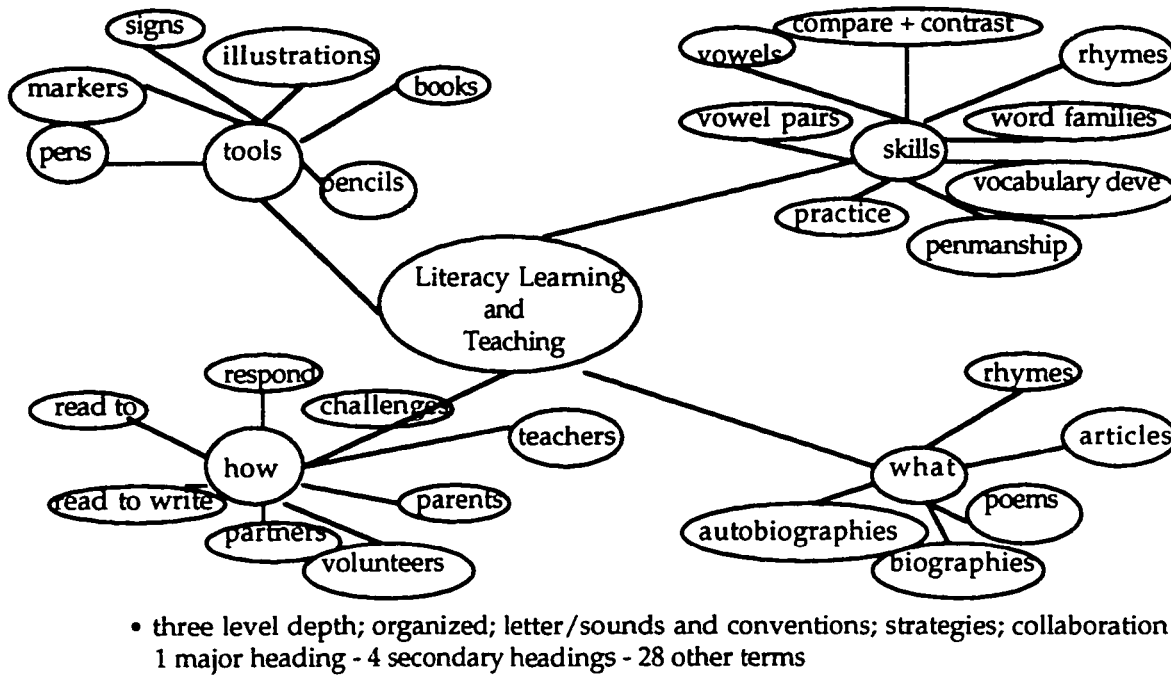 signs
illustrations
books
markers
pens
tools
pencils
compare + contrast
vowels
rhymes
vowel pairs
word families
skills
vocabulary deve
practice
penmanship
Literacy Learning
and
Teaching
respond
read to
challenges
teachers
how
read to write
parents
partners
volunteers
rhymes
articles
what
poems
autobiographies
biographies
• three level depth; organized; letter/sounds and conventions; strategies; collaboration
1 major heading - 4 secondary headings - 28 other terms